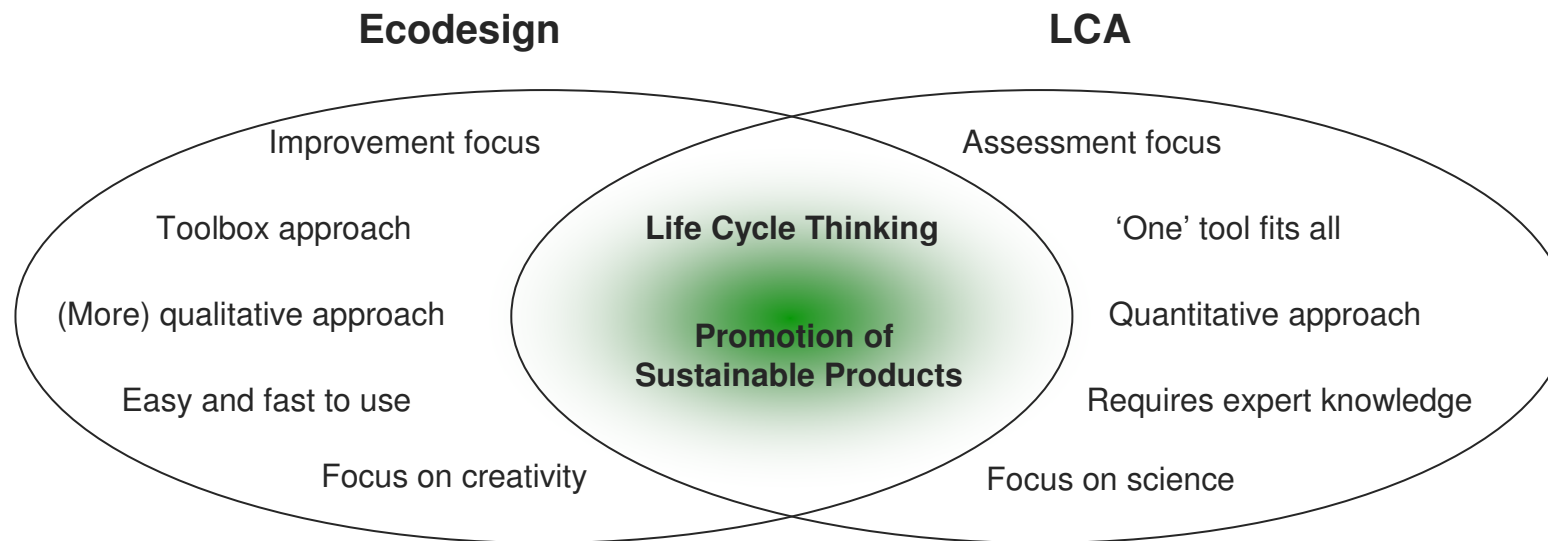 Ecodesign
LCA
Improvement focus
Assessment focus
Toolbox approach
Life Cycle Thinking
‘One’ tool fits all
(More) qualitative approach
Quantitative approach
Promotion of
Sustainable Products
Easy and fast to use
Requires expert knowledge
Focus on creativity
Focus on science